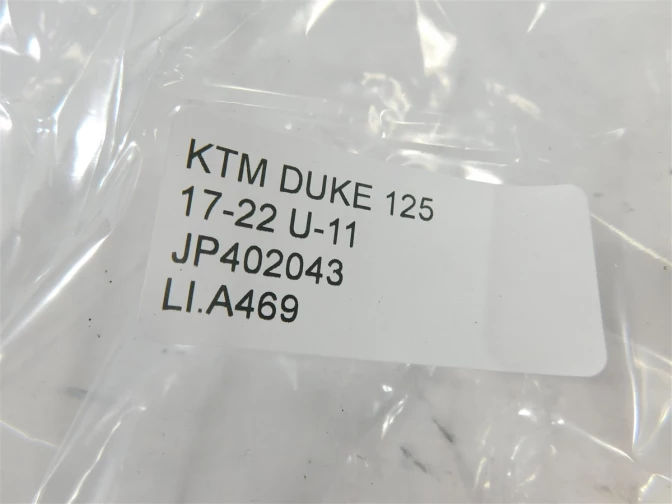 KTM DUKE 125
17-22 U-11
JP402043
LI.A469